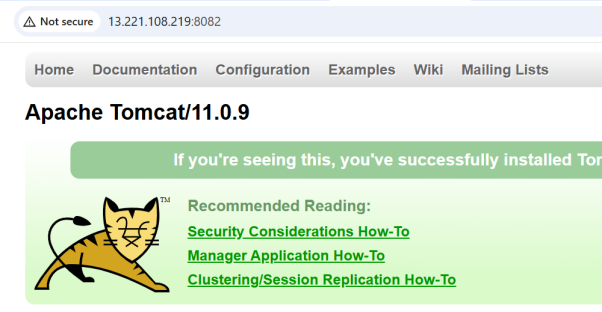 Not secure 13.221.108.219:8082
Home Documentation Configuration Examples Wiki Mailing Lists
Apache Tomcat/11.0.9
If you're seeing this, you've successfully installed Tom
TM
Recommended Reading:
Security Considerations How-To
Manager Application How-To
Clustering/Session Replication How-To